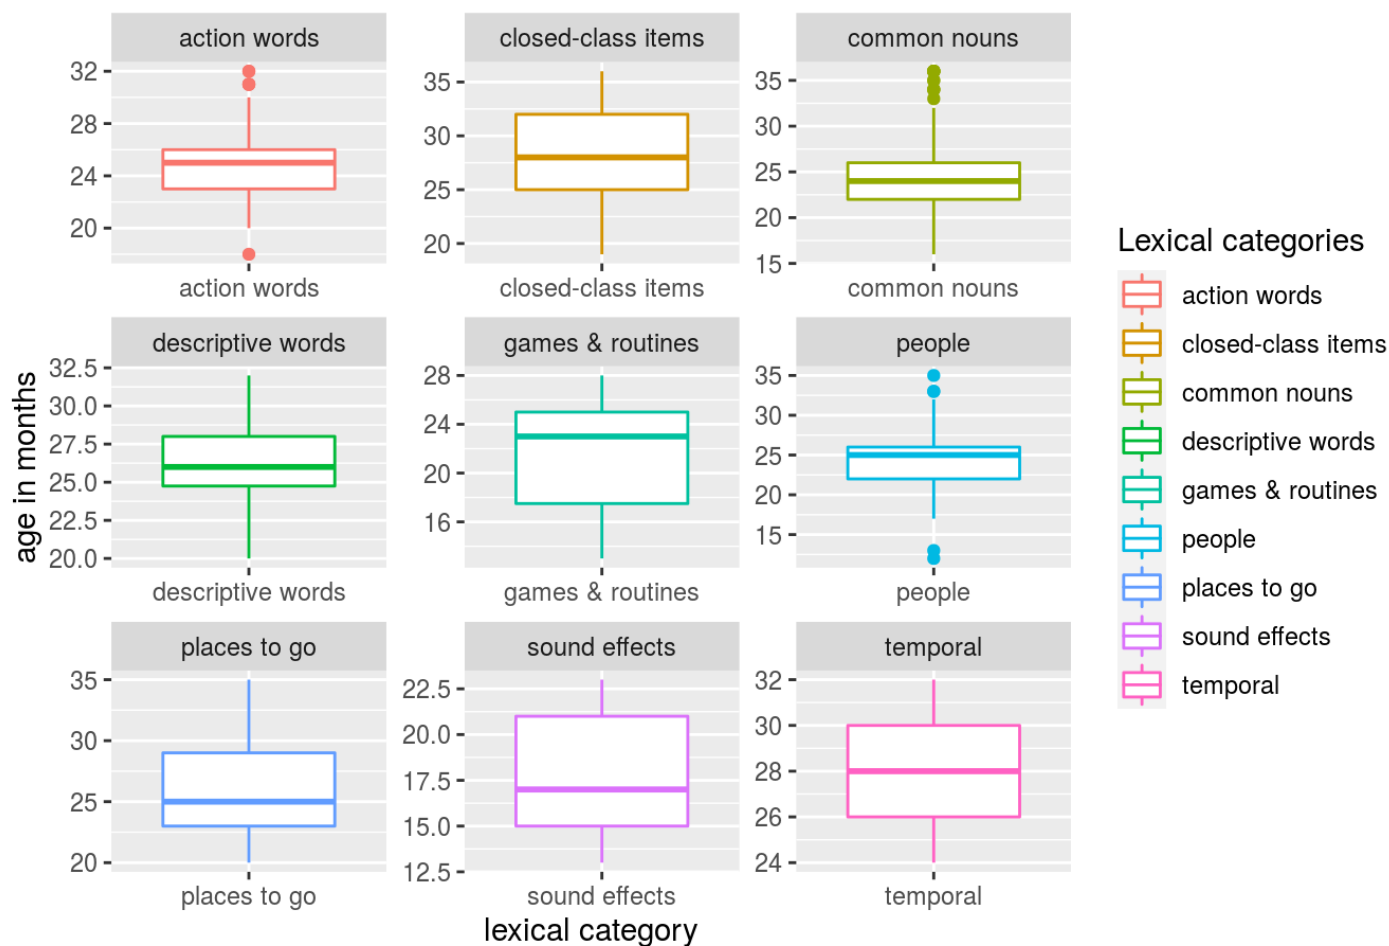 action words
closed-class items
common nouns
32
28
24
20
35
30
25
20
35
30
25
20
15
action words
closed-class items
common nouns
descriptive words
games & routines
people
32.5
30.0
27.5
25.0
22.5
20.0
28
24
20
16
35
30
25
20
15
descriptive words
games & routines
people
places to go
sound effects
temporal
35
30
25
20
22.5
20.0
17.5
15.0
12.5
32
30
28
26
24
places to go
sound effects
temporal
age in months
lexical category
Lexical categories
action words
closed-class items
common nouns
descriptive words
games & routines
people
places to go
sound effects
temporal